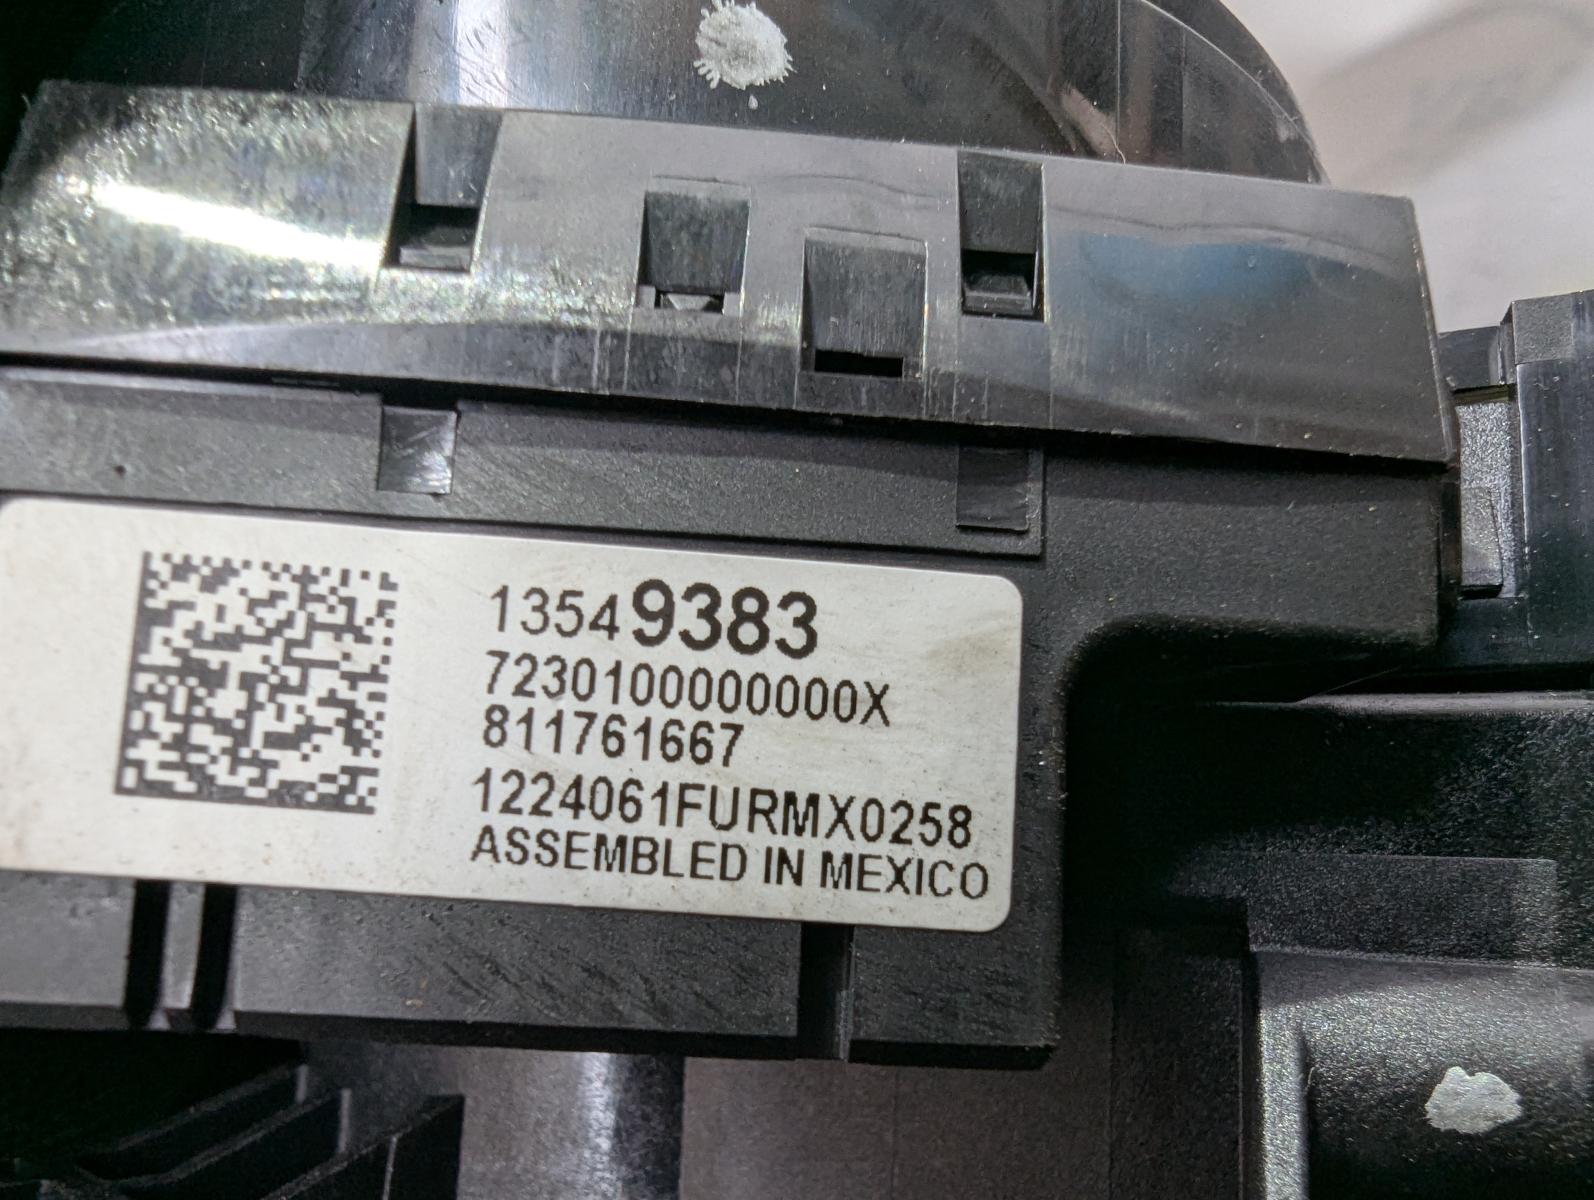 13549383
7230100000000X
811761667
1224061FURMX0258
ASSEMBLED IN MEXICO